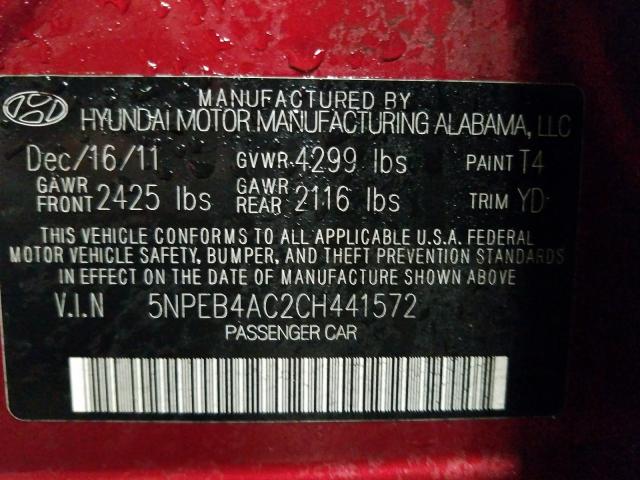 MANUFACTURED BY
HYUNDAI MOTOR MANUFACTURING ALABAMA, LLC
Dec/16/11 GVWR 4299 lbs PAINT T4
GAWR FRONT 2425 lbs GAWR REAR 2116 lbs TRIM YD
THIS VEHICLE CONFORMS TO ALL APPLICABLE U.S.A. FEDERAL
MOTOR VEHICLE SAFETY, BUMPER, AND THEFT PREVENTION STANDARDS
IN EFFECT ON THE DATE OF MANUFACTURE SHOWN ABOVE
V.I.N 5NPEB4AC2CH441572
PASSENGER CAR